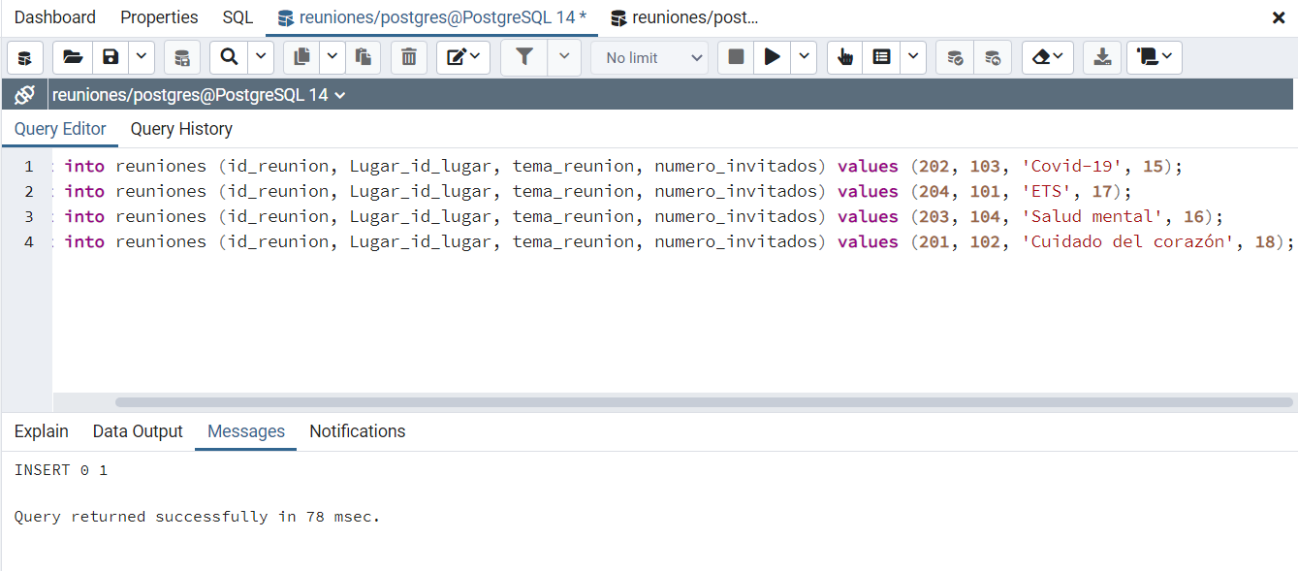 Dashboard Properties SQL reuniones/postgres@PostgreSQL 14 * reuniones/post...
No limit
reuniones/postgres@PostgreSQL 14
Query Editor Query History
1 into reuniones (id_reunion, Lugar_id_lugar, tema_reunion, numero_invitados) values (202, 103, 'Covid-19', 15);
2 into reuniones (id_reunion, Lugar_id_lugar, tema_reunion, numero_invitados) values (204, 101, 'ETS', 17);
3 into reuniones (id_reunion, Lugar_id_lugar, tema_reunion, numero_invitados) values (203, 104, 'Salud mental', 16);
4 into reuniones (id_reunion, Lugar_id_lugar, tema_reunion, numero_invitados) values (201, 102, 'Cuidado del corazón', 18);
Explain Data Output Messages Notifications
INSERT 0 1
Query returned successfully in 78 msec.